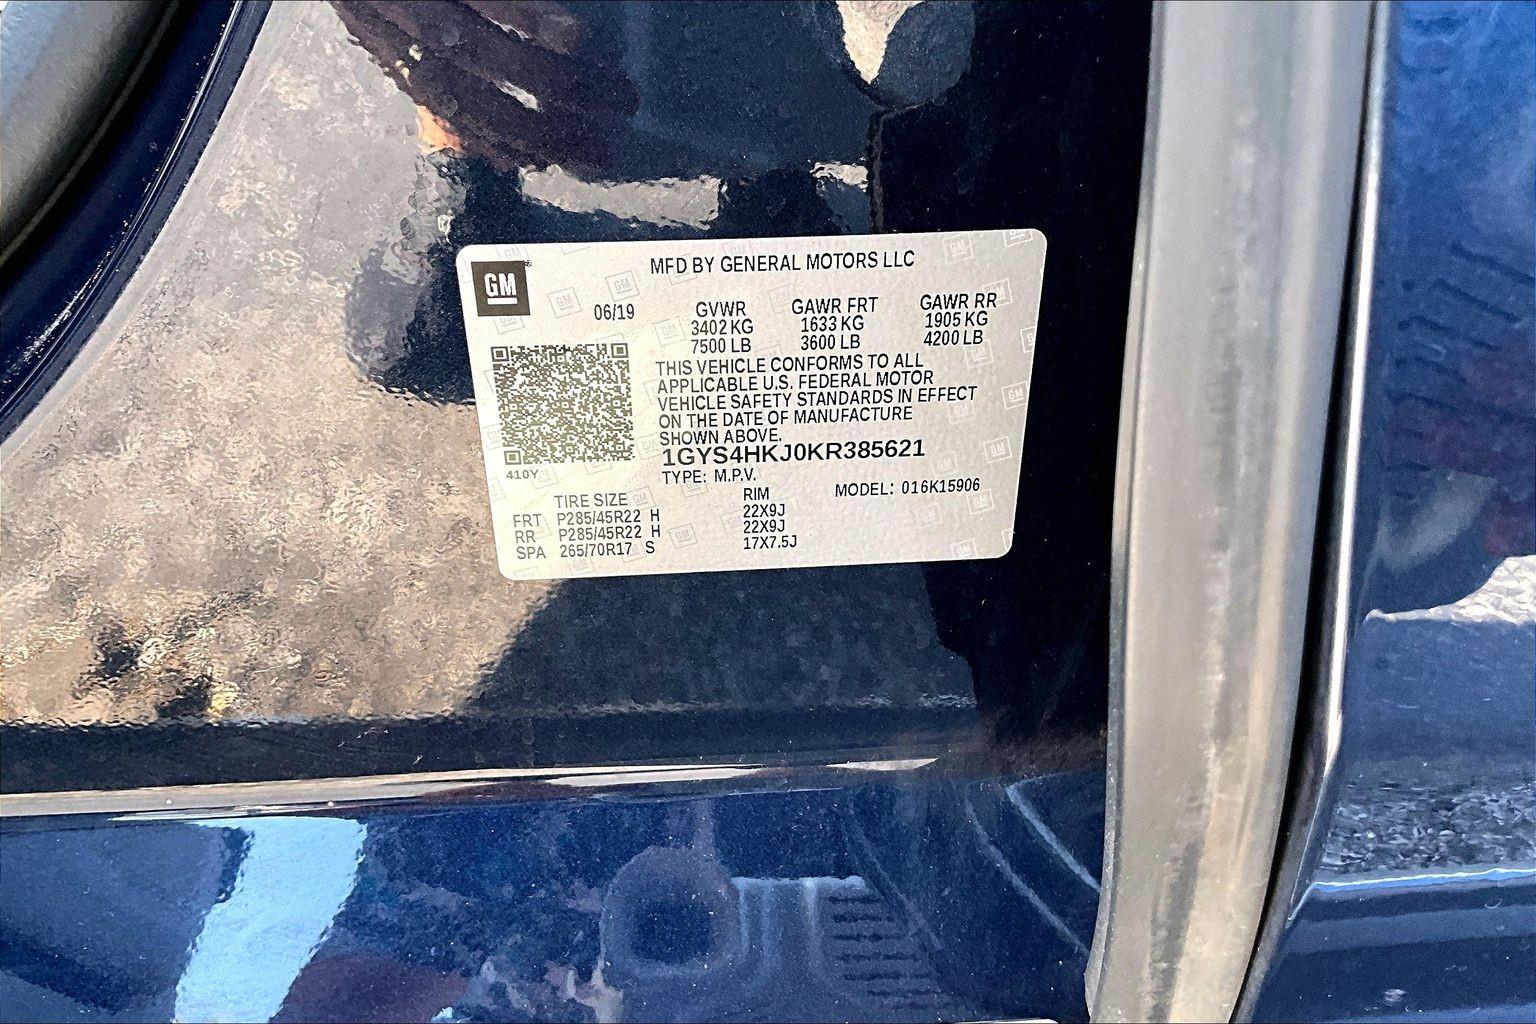 GM
MFD BY GENERAL MOTORS LLC
06/19
GVWR GAWR FRT GAWR RR
3402 KG 1633 KG 1905 KG
7500 LB 3600 LB 4200 LB
THIS VEHICLE CONFORMS TO ALL
APPLICABLE U.S. FEDERAL MOTOR
VEHICLE SAFETY STANDARDS IN EFFECT
ON THE DATE OF MANUFACTURE
SHOWN ABOVE.
1GYS4HKJ0KR385621
410Y
TYPE: M.P.V.
TIRE SIZE RIM MODEL: 016K15906
FRT P285/45R22 H 22X9J
RR P285/45R22 H 22X9J
SPA 265/70R17 S 17X7.5J